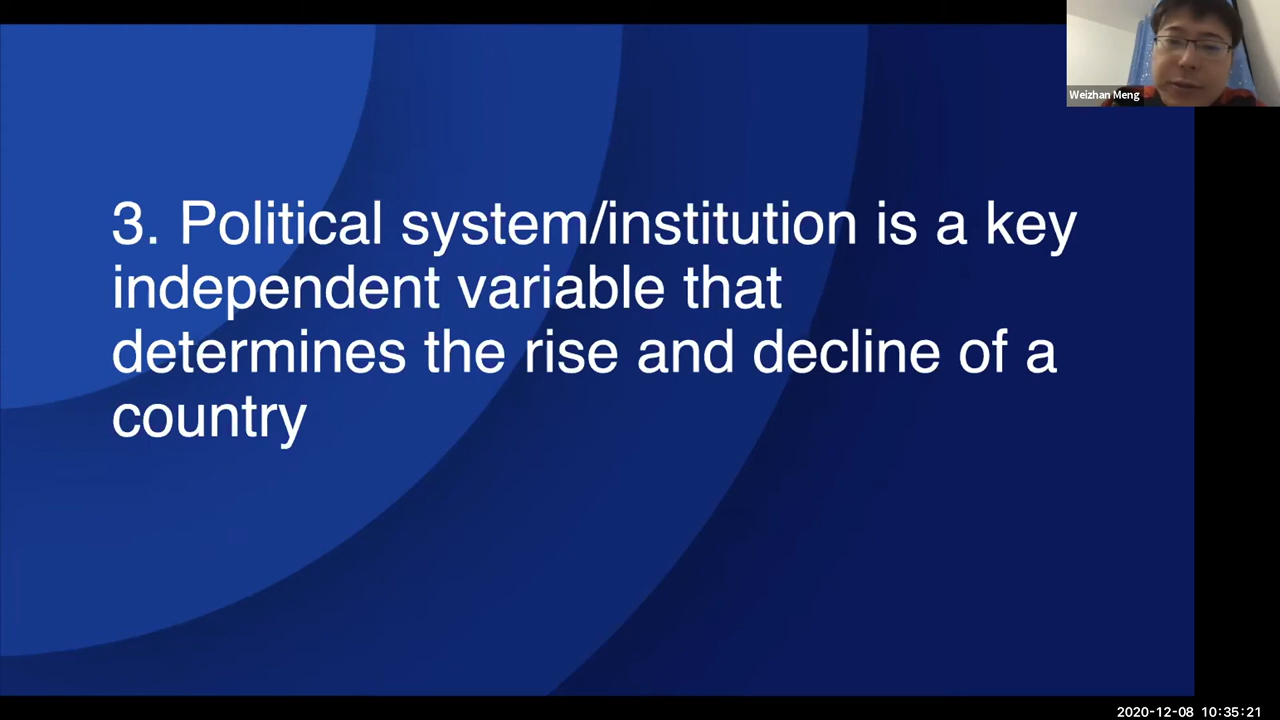 Weizhan Meng
3. Political system/institution is a key
independent variable that
determines the rise and decline of a
country
2020-12-08 10:35:21